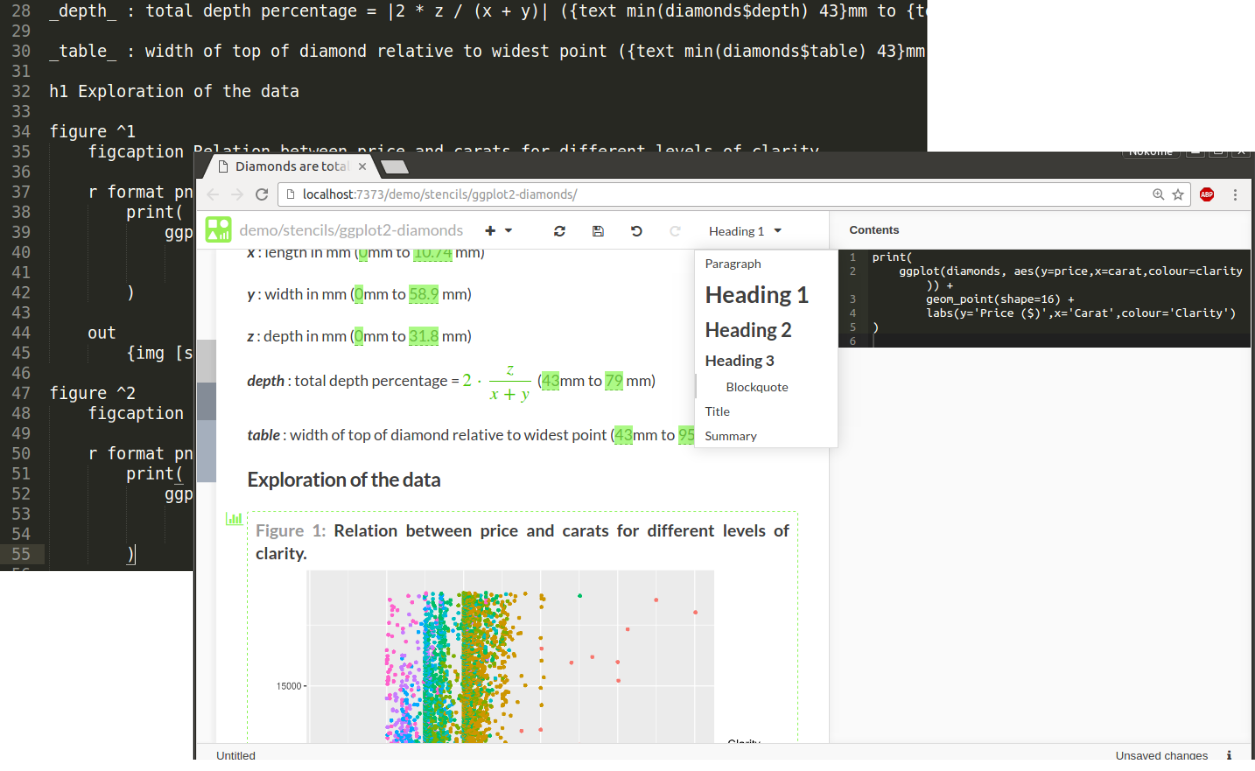 28 _depth_ : total depth percentage = |2 * z / (x + y)| ({text min(diamonds$depth) 43}mm to {t
29
30 _table_ : width of top of diamond relative to widest point ({text min(diamonds$table) 43}mm
31
32 h1 Exploration of the data
33
34 figure ^1
35 figcaption Relation between price and carats for different levels of clarity
36
37 r format pn
38 print(
39 ggp
40
41
42 )
43
44 out
45 {img [s
46
47 figure ^2
48 figcaption
49
50 r format pn
51 print(
52 ggp
53
54
55 )
Nokome
Diamonds are total
localhost:7373/demo/stencils/ggplot2-diamonds/
ABP
demo/stencils/ggplot2-diamonds
Heading 1
x : length in mm (0mm to 10.74 mm)
y : width in mm (0mm to 58.9 mm)
z : depth in mm (0mm to 31.8 mm)
depth : total depth percentage = 2 · z / x + y (43mm to 79 mm)
table : width of top of diamond relative to widest point (43mm to 95
Exploration of the data
Figure 1: Relation between price and carats for different levels of
clarity.
15000
Clarity
Paragraph
Heading 1
Heading 2
Heading 3
Blockquote
Title
Summary
Contents
1 print(
2 ggplot(diamonds, aes(y=price,x=carat,colour=clarity
)) +
3 geom_point(shape=16) +
4 labs(y='Price ($)',x='Carat',colour='Clarity')
5 )
6
Untitled
Unsaved changes